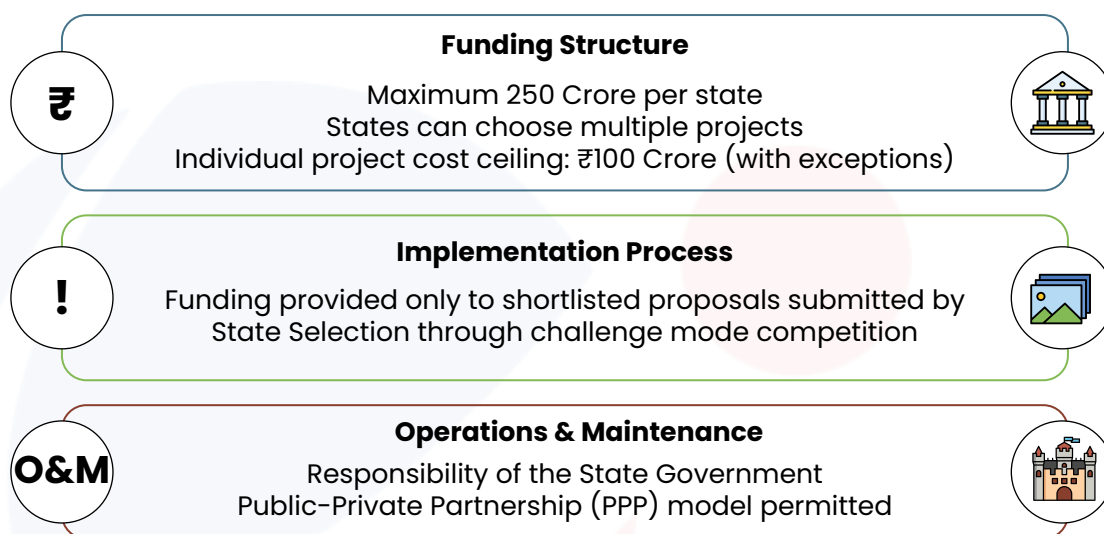 Funding Structure
₹
Maximum 250 Crore per state
States can choose multiple projects
Individual project cost ceiling: ₹100 Crore (with exceptions)
Implementation Process
!
Funding provided only to shortlisted proposals submitted by
State Selection through challenge mode competition
Operations & Maintenance
O&M
Responsibility of the State Government
Public-Private Partnership (PPP) model permitted